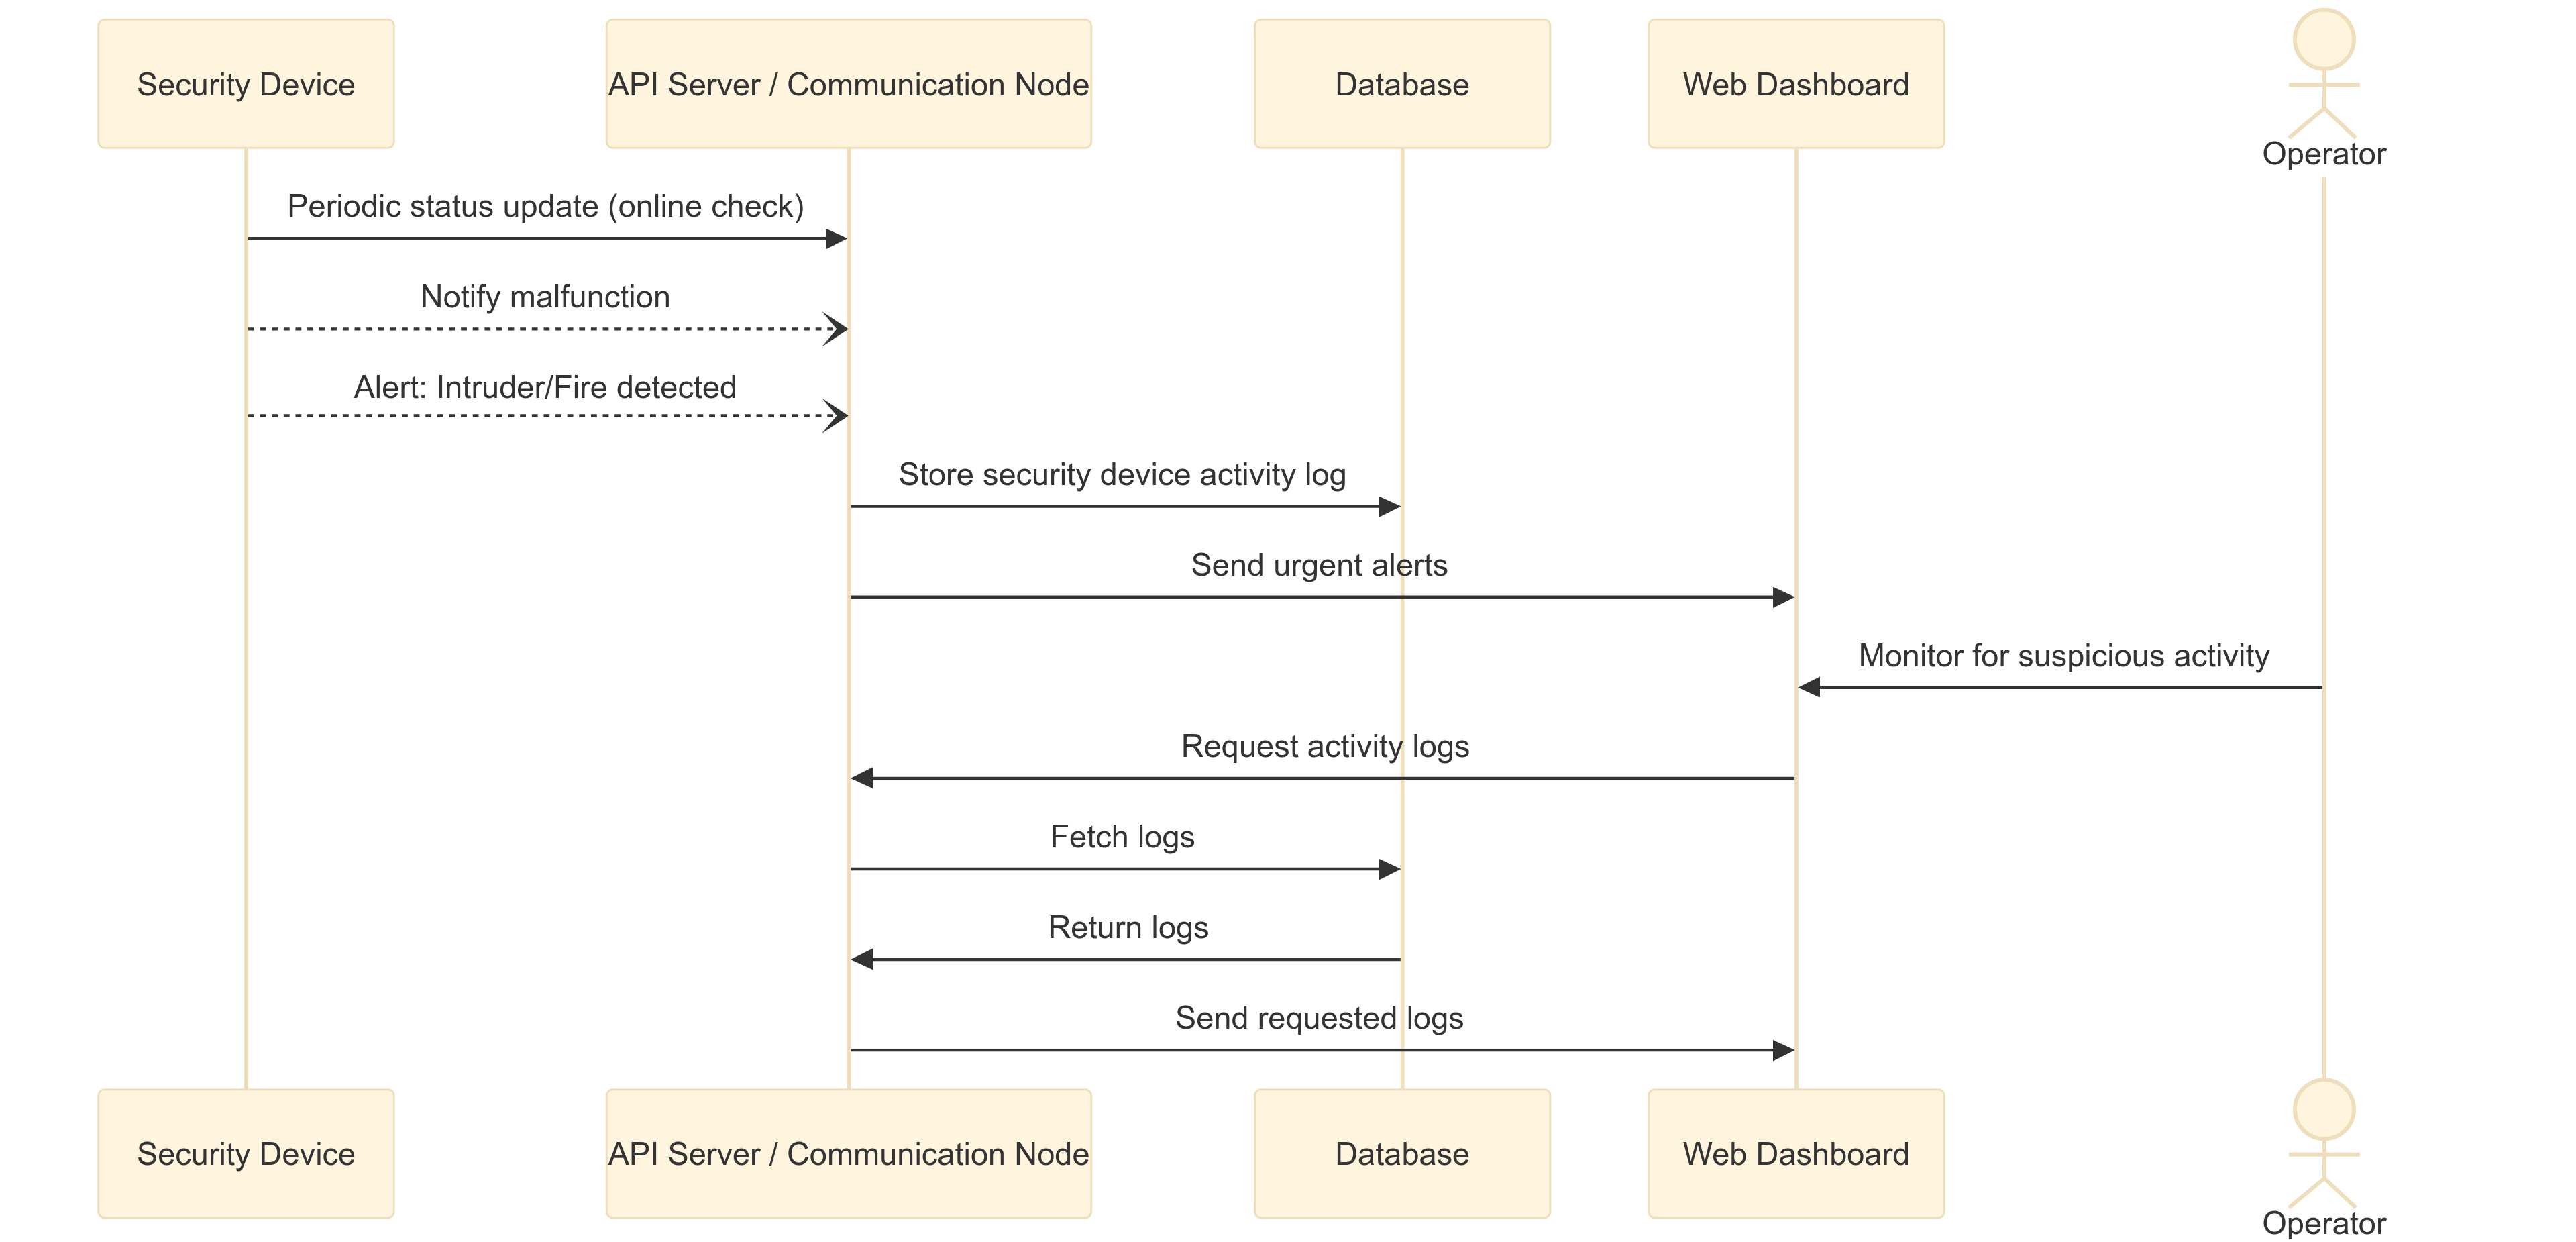 Security Device
API Server / Communication Node
Database
Web Dashboard
Operator
Periodic status update (online check)
Notify malfunction
Alert: Intruder/Fire detected
Store security device activity log
Send urgent alerts
Monitor for suspicious activity
Request activity logs
Fetch logs
Return logs
Send requested logs
Security Device
API Server / Communication Node
Database
Web Dashboard
Operator